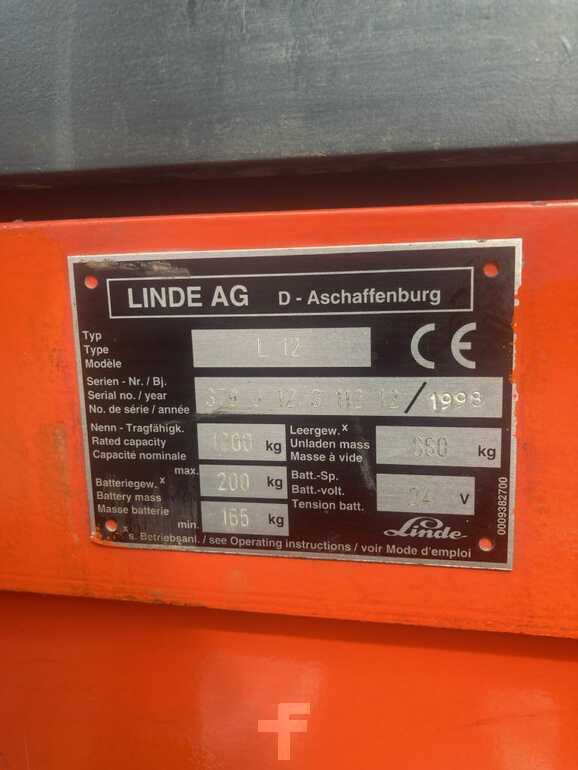 LINDE AG D - Aschaffenburg
Typ
Type
Modèle
L 12
Serien - Nr. / Bj.
Serial no. / year
No. de série / année
/ 1998
Nenn - Tragfähigk.
Rated capacity
Capacité nominale
1200 kg
Leergew. x
Unladen mass
Masse à vide
kg
Batteriegew. x
Battery mass
Masse batterie
max.
200 kg
min.
165 kg
Batt.-Sp.
Batt.-volt.
Tension batt.
24 V
CE
Linde
0009382700
x s. Betriebsanl. / see Operating instructions / voir Mode d'emploi